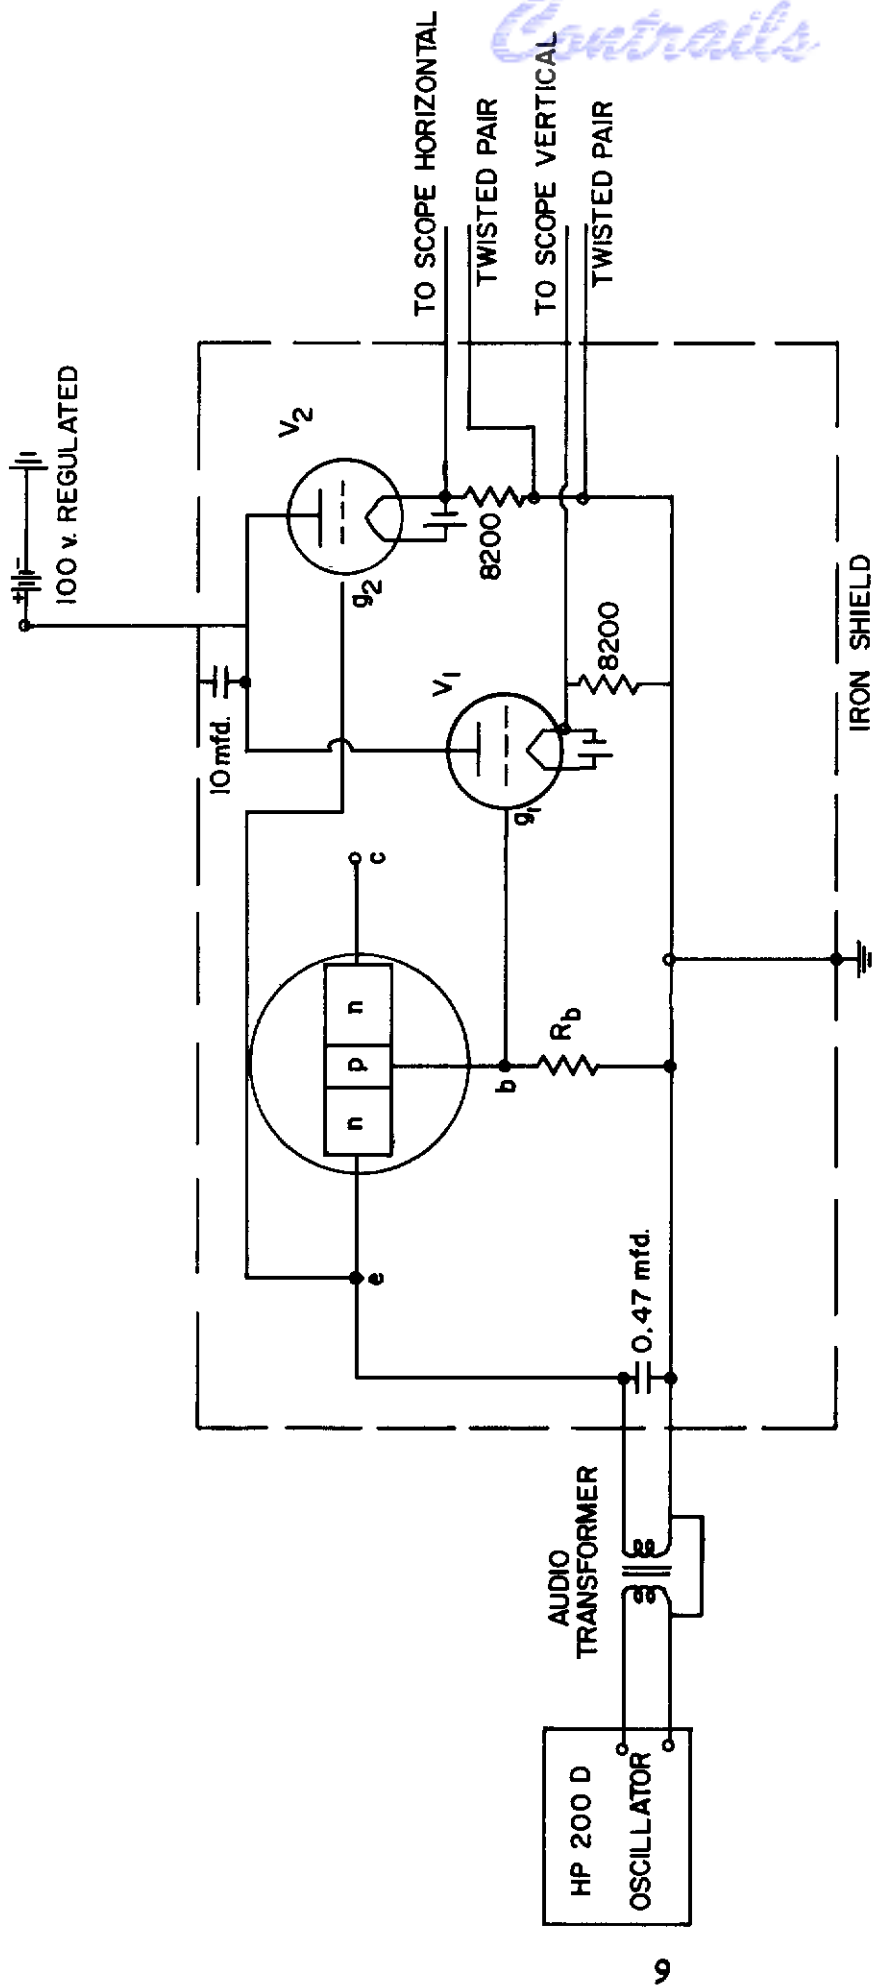 Contrails
100 v. REGULATED
+ -
10 mfd.
V2
g2
TO SCOPE HORIZONTAL
TWISTED PAIR
8200
V1
g1
TO SCOPE VERTICAL
TWISTED PAIR
8200
n p n
c
b
e
Rb
0.47 mfd.
IRON SHIELD
AUDIO
TRANSFORMER
HP 200 D
OSCILLATOR
9